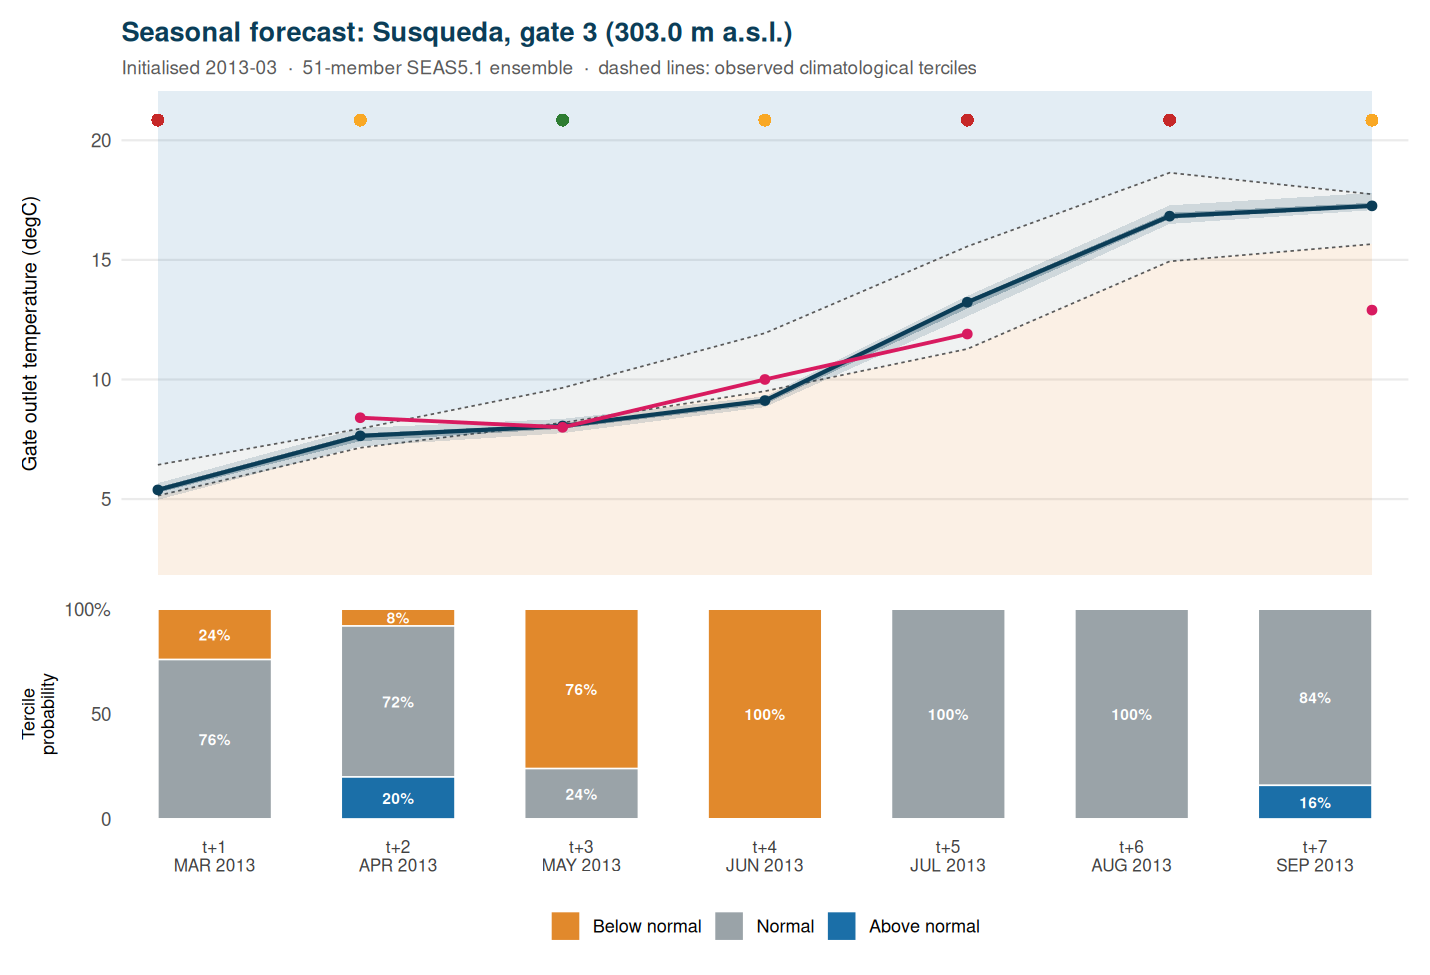 Seasonal forecast: Susqueda, gate 3 (303.0 m a.s.l.)
Initialised 2013-03 · 51-member SEAS5.1 ensemble · dashed lines: observed climatological terciles
Gate outlet temperature (degC)
20
15
10
5
Tercile
probability
100%
50
0
24%
76%
8%
72%
20%
76%
24%
100%
100%
100%
84%
16%
t+1
MAR 2013
t+2
APR 2013
t+3
MAY 2013
t+4
JUN 2013
t+5
JUL 2013
t+6
AUG 2013
t+7
SEP 2013
Below normal
Normal
Above normal